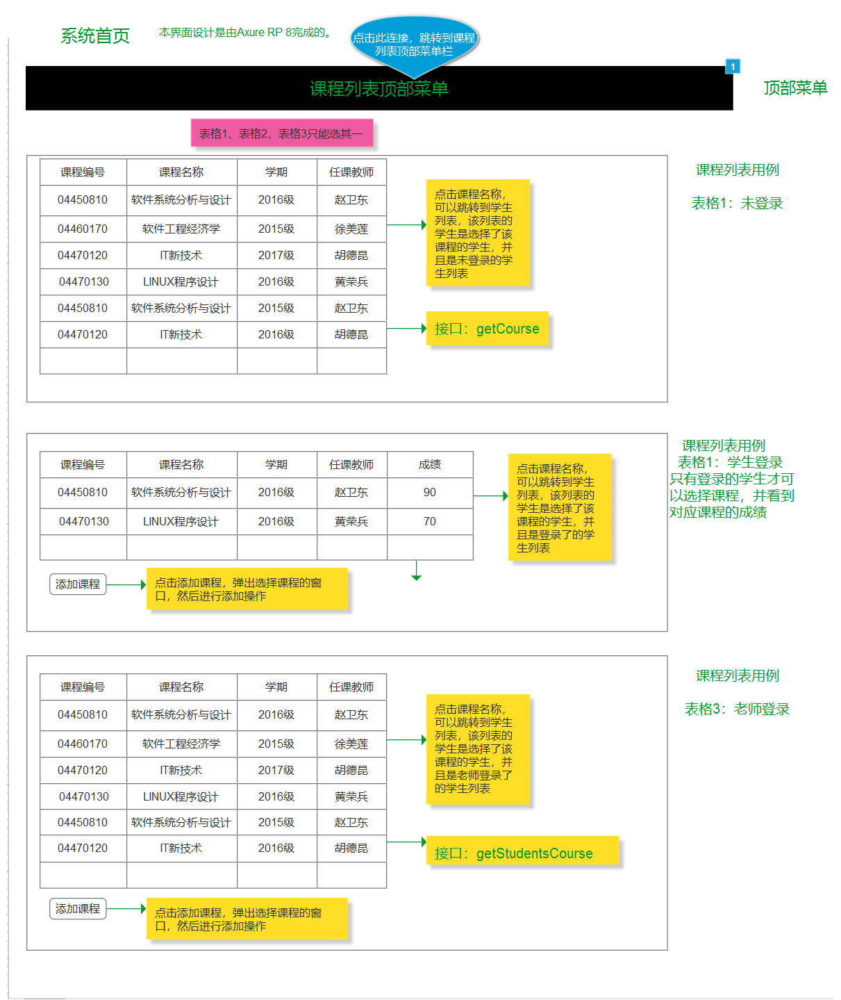 系统首页
本界面设计是由Axure RP 8完成的。
点击此连接，跳转到课程
列表顶部菜单栏
1
课程列表顶部菜单
顶部菜单
表格1、表格2、表格3只能选其一
课程编号 课程名称 学期 任课教师
04450810 软件系统分析与设计 2016级 赵卫东
04460170 软件工程经济学 2015级 徐美莲
04470120 IT新技术 2017级 胡德昆
04470130 LINUX程序设计 2016级 黄荣兵
04450810 软件系统分析与设计 2015级 赵卫东
04470120 IT新技术 2016级 胡德昆
点击课程名称，
可以跳转到学生
列表，该列表的
学生是选择了该
课程的学生，并
且是未登录的学
生列表
接口：getCourse
课程列表用例
表格1：未登录
课程编号 课程名称 学期 任课教师 成绩
04450810 软件系统分析与设计 2016级 赵卫东 90
04470130 LINUX程序设计 2016级 黄荣兵 70
点击课程名称，
可以跳转到学生
列表，该列表的
学生是选择了该
课程的学生，并
且是登录了的学
生列表
添加课程
点击添加课程，弹出选择课程的窗
口，然后进行添加操作
课程列表用例
表格1：学生登录
只有登录的学生才可
以选择课程，并看到
对应课程的成绩
课程编号 课程名称 学期 任课教师
04450810 软件系统分析与设计 2016级 赵卫东
04460170 软件工程经济学 2015级 徐美莲
04470120 IT新技术 2017级 胡德昆
04470130 LINUX程序设计 2016级 黄荣兵
04450810 软件系统分析与设计 2015级 赵卫东
04470120 IT新技术 2016级 胡德昆
点击课程名称，
可以跳转到学生
列表，该列表的
学生是选择了该
课程的学生，并
且是老师登录了
的学生列表
接口：getStudentsCourse
添加课程
点击添加课程，弹出选择课程的窗
口，然后进行添加操作
课程列表用例
表格3：老师登录